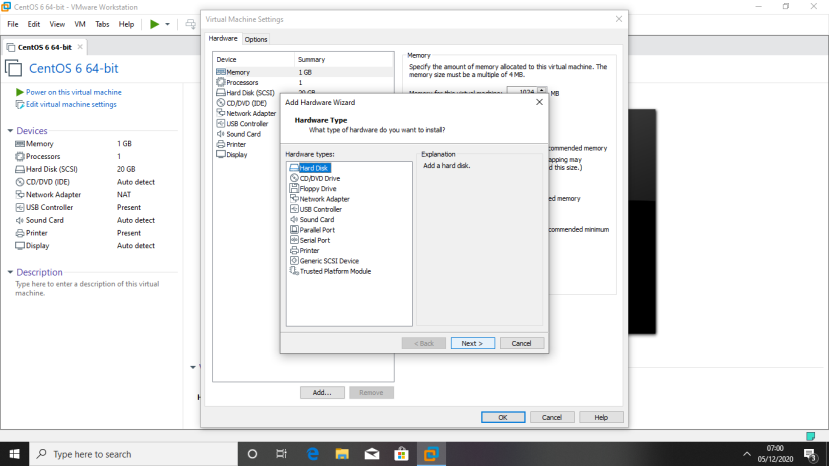 CentOS 6 64-bit - VMware Workstation
File Edit View VM Tabs Help
CentOS 6 64-bit
CentOS 6 64-bit
Power on this virtual machine
Edit virtual machine settings
Devices
Memory 1 GB
Processors 1
Hard Disk (SCSI) 20 GB
CD/DVD (IDE) Auto detect
Network Adapter NAT
USB Controller Present
Sound Card Auto detect
Printer Present
Display Auto detect
Description
Type here to enter a description of this virtual
machine.
Virtual Machine Settings
Hardware Options
Device Summary
Memory 1 GB
Processors 1
Hard Disk (SCSI) 20 GB
CD/DVD (IDE)
Network Adapter
USB Controller
Sound Card
Printer
Display
Add... Remove
Memory
Specify the amount of memory allocated to this virtual machine. The
memory size must be a multiple of 4 MB.
Memory for this virtual machine: 1024 MB
commended memory
apping may
d this size.)
ed memory
commended minimum
OK Cancel Help
Add Hardware Wizard
Hardware Type
What type of hardware do you want to install?
Hardware types:
Hard Disk
CD/DVD Drive
Floppy Drive
Network Adapter
USB Controller
Sound Card
Parallel Port
Serial Port
Printer
Generic SCSI Device
Trusted Platform Module
Explanation
Add a hard disk.
< Back Next > Cancel
Type here to search
07:00
05/12/2020
3